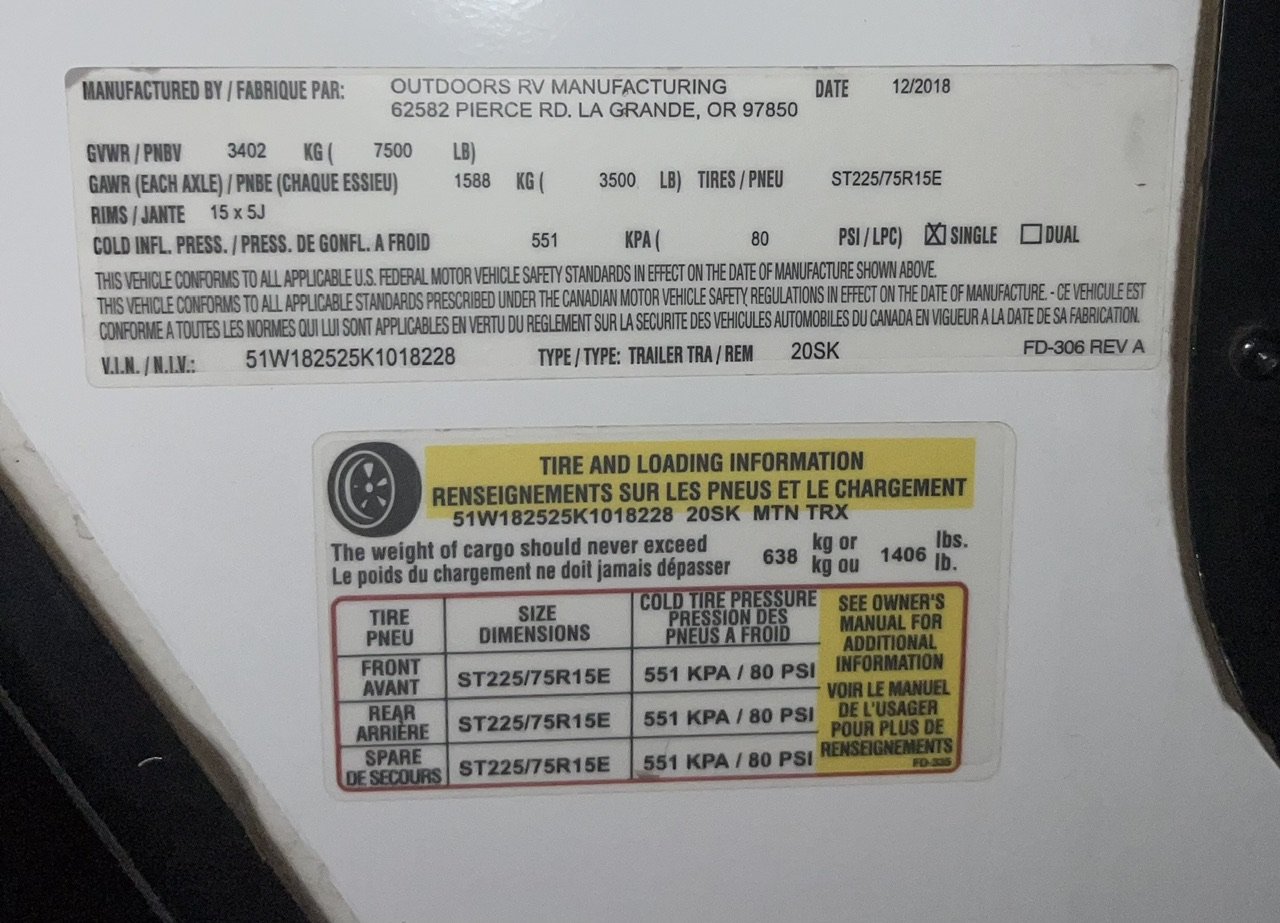 MANUFACTURED BY / FABRIQUE PAR: OUTDOORS RV MANUFACTURING DATE 12/2018
62582 PIERCE RD. LA GRANDE, OR 97850
GVWR / PNBV 3402 KG ( 7500 LB)
GAWR (EACH AXLE) / PNBE (CHAQUE ESSIEU) 1588 KG ( 3500 LB) TIRES / PNEU ST225/75R15E
RIMS / JANTE 15 x 5J
COLD INFL. PRESS. / PRESS. DE GONFL. A FROID 551 KPA ( 80 PSI / LPC) ☒ SINGLE ☐ DUAL
THIS VEHICLE CONFORMS TO ALL APPLICABLE U.S. FEDERAL MOTOR VEHICLE SAFETY STANDARDS IN EFFECT ON THE DATE OF MANUFACTURE SHOWN ABOVE.
THIS VEHICLE CONFORMS TO ALL APPLICABLE STANDARDS PRESCRIBED UNDER THE CANADIAN MOTOR VEHICLE SAFETY REGULATIONS IN EFFECT ON THE DATE OF MANUFACTURE. - CE VEHICULE EST
CONFORME A TOUTES LES NORMES QUI LUI SONT APPLICABLES EN VERTU DU REGLEMENT SUR LA SECURITE DES VEHICULES AUTOMOBILES DU CANADA EN VIGUEUR A LA DATE DE SA FABRICATION.
V.I.N. / N.I.V.: 51W182525K1018228 TYPE / TYPE: TRAILER TRA / REM 20SK FD-306 REV A
TIRE AND LOADING INFORMATION
RENSEIGNEMENTS SUR LES PNEUS ET LE CHARGEMENT
51W182525K1018228 20SK MTN TRX
The weight of cargo should never exceed 638 kg or 1406 lbs.
Le poids du chargement ne doit jamais dépasser kg ou lb.
TIRE
PNEU
SIZE
DIMENSIONS
COLD TIRE PRESSURE
PRESSION DES
PNEUS A FROID
FRONT
AVANT
ST225/75R15E
551 KPA / 80 PSI
REAR
ARRIÈRE
ST225/75R15E
551 KPA / 80 PSI
SPARE
DE SECOURS
ST225/75R15E
551 KPA / 80 PSI
SEE OWNER'S
MANUAL FOR
ADDITIONAL
INFORMATION
VOIR LE MANUEL
DE L'USAGER
POUR PLUS DE
RENSEIGNEMENTS
FD-335